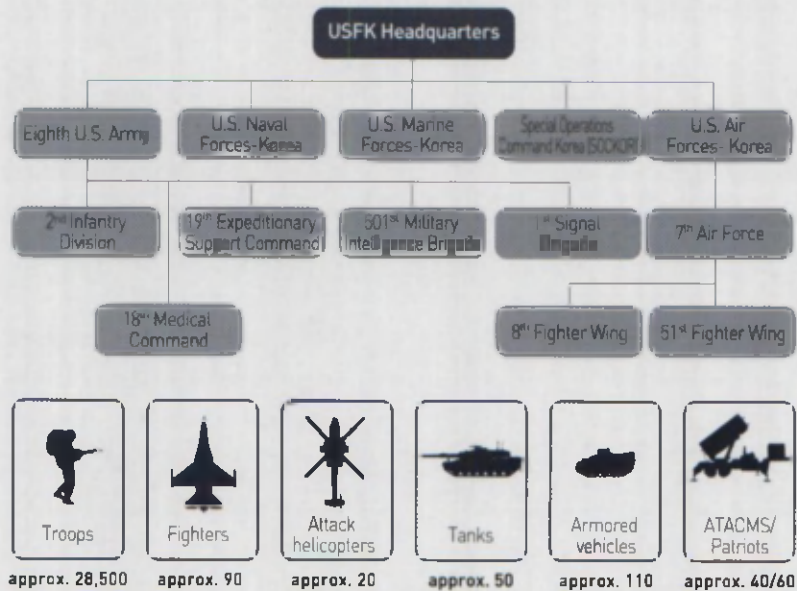 USFK Headquarters
Eighth U.S. Army
U.S. Naval
Forces-Korea
U.S. Marine
Forces-Korea
Special Operations
Command Korea (SOCKOR)
U.S. Air
Forces- Korea
2nd Infantry
Division
19th Expeditionary
Support Command
501st Military
Intelligence Brigade
1st Signal
Brigade
7th Air Force
18th Medical
Command
8th Fighter Wing
51st Fighter Wing
Troops
Fighters
Attack
helicopters
Tanks
Armored
vehicles
ATACMS/
Patriots
approx. 28,500
approx. 90
approx. 20
approx. 50
approx. 110
approx. 40/60